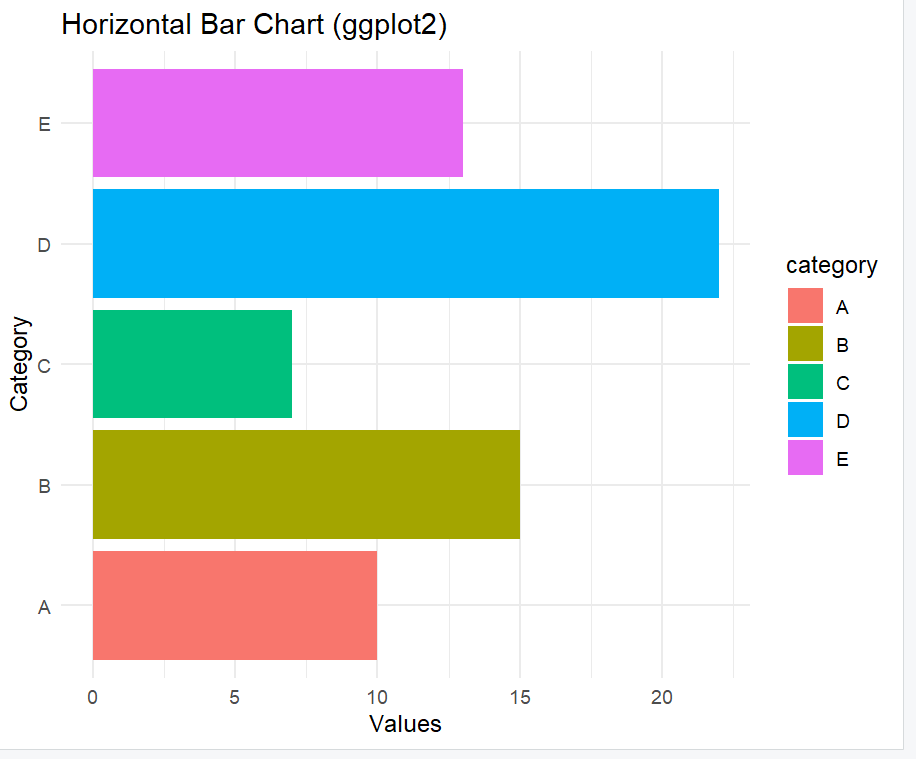 Horizontal Bar Chart (ggplot2)
Category
E
D
C
B
A
0 5 10 15 20
Values
category
A
B
C
D
E